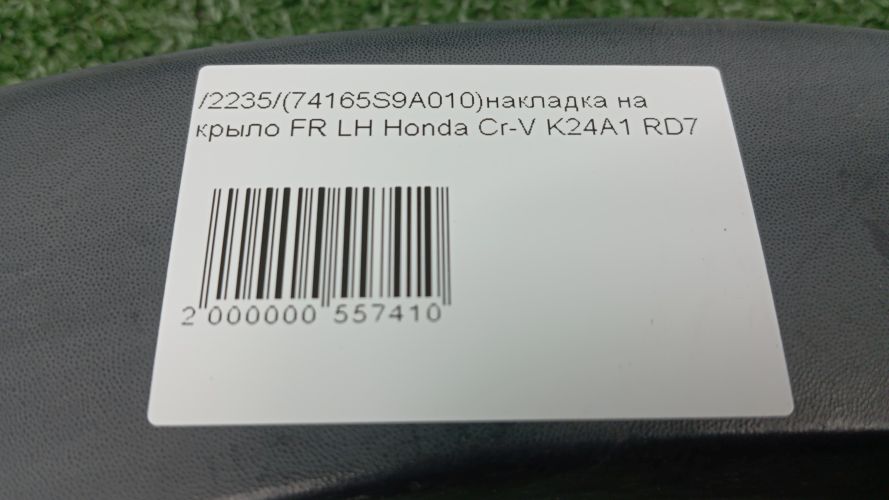 /2235/(74165S9A010)накладка на
крыло FR LH Honda Cr-V K24A1 RD7
2 000000 557410